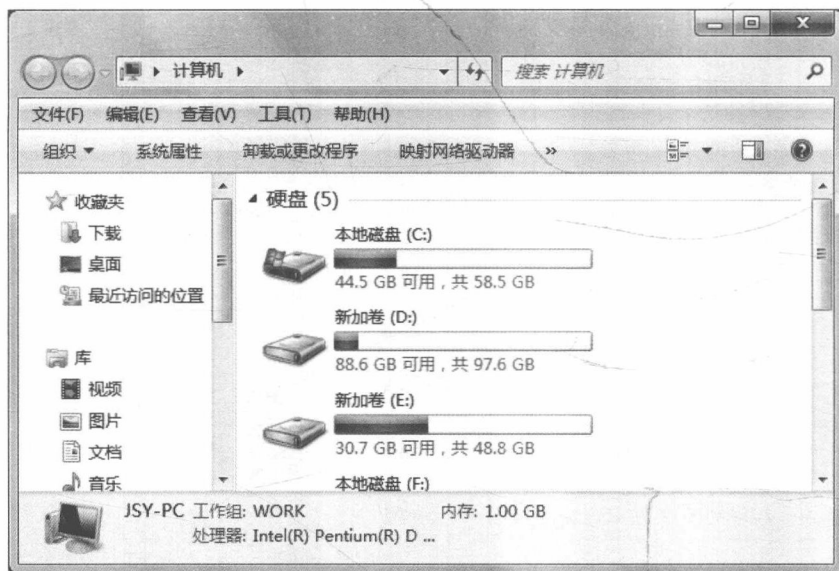 计算机
搜索 计算机
文件(F) 编辑(E) 查看(V) 工具(T) 帮助(H)
组织 系统属性 卸载或更改程序 映射网络驱动器 »
收藏夹
下载
桌面
最近访问的位置
库
视频
图片
文档
音乐
硬盘 (5)
本地磁盘 (C:)
44.5 GB 可用，共 58.5 GB
新加卷 (D:)
88.6 GB 可用，共 97.6 GB
新加卷 (E:)
30.7 GB 可用，共 48.8 GB
本地磁盘 (F:)
JSY-PC 工作组: WORK 内存: 1.00 GB
处理器: Intel(R) Pentium(R) D ...